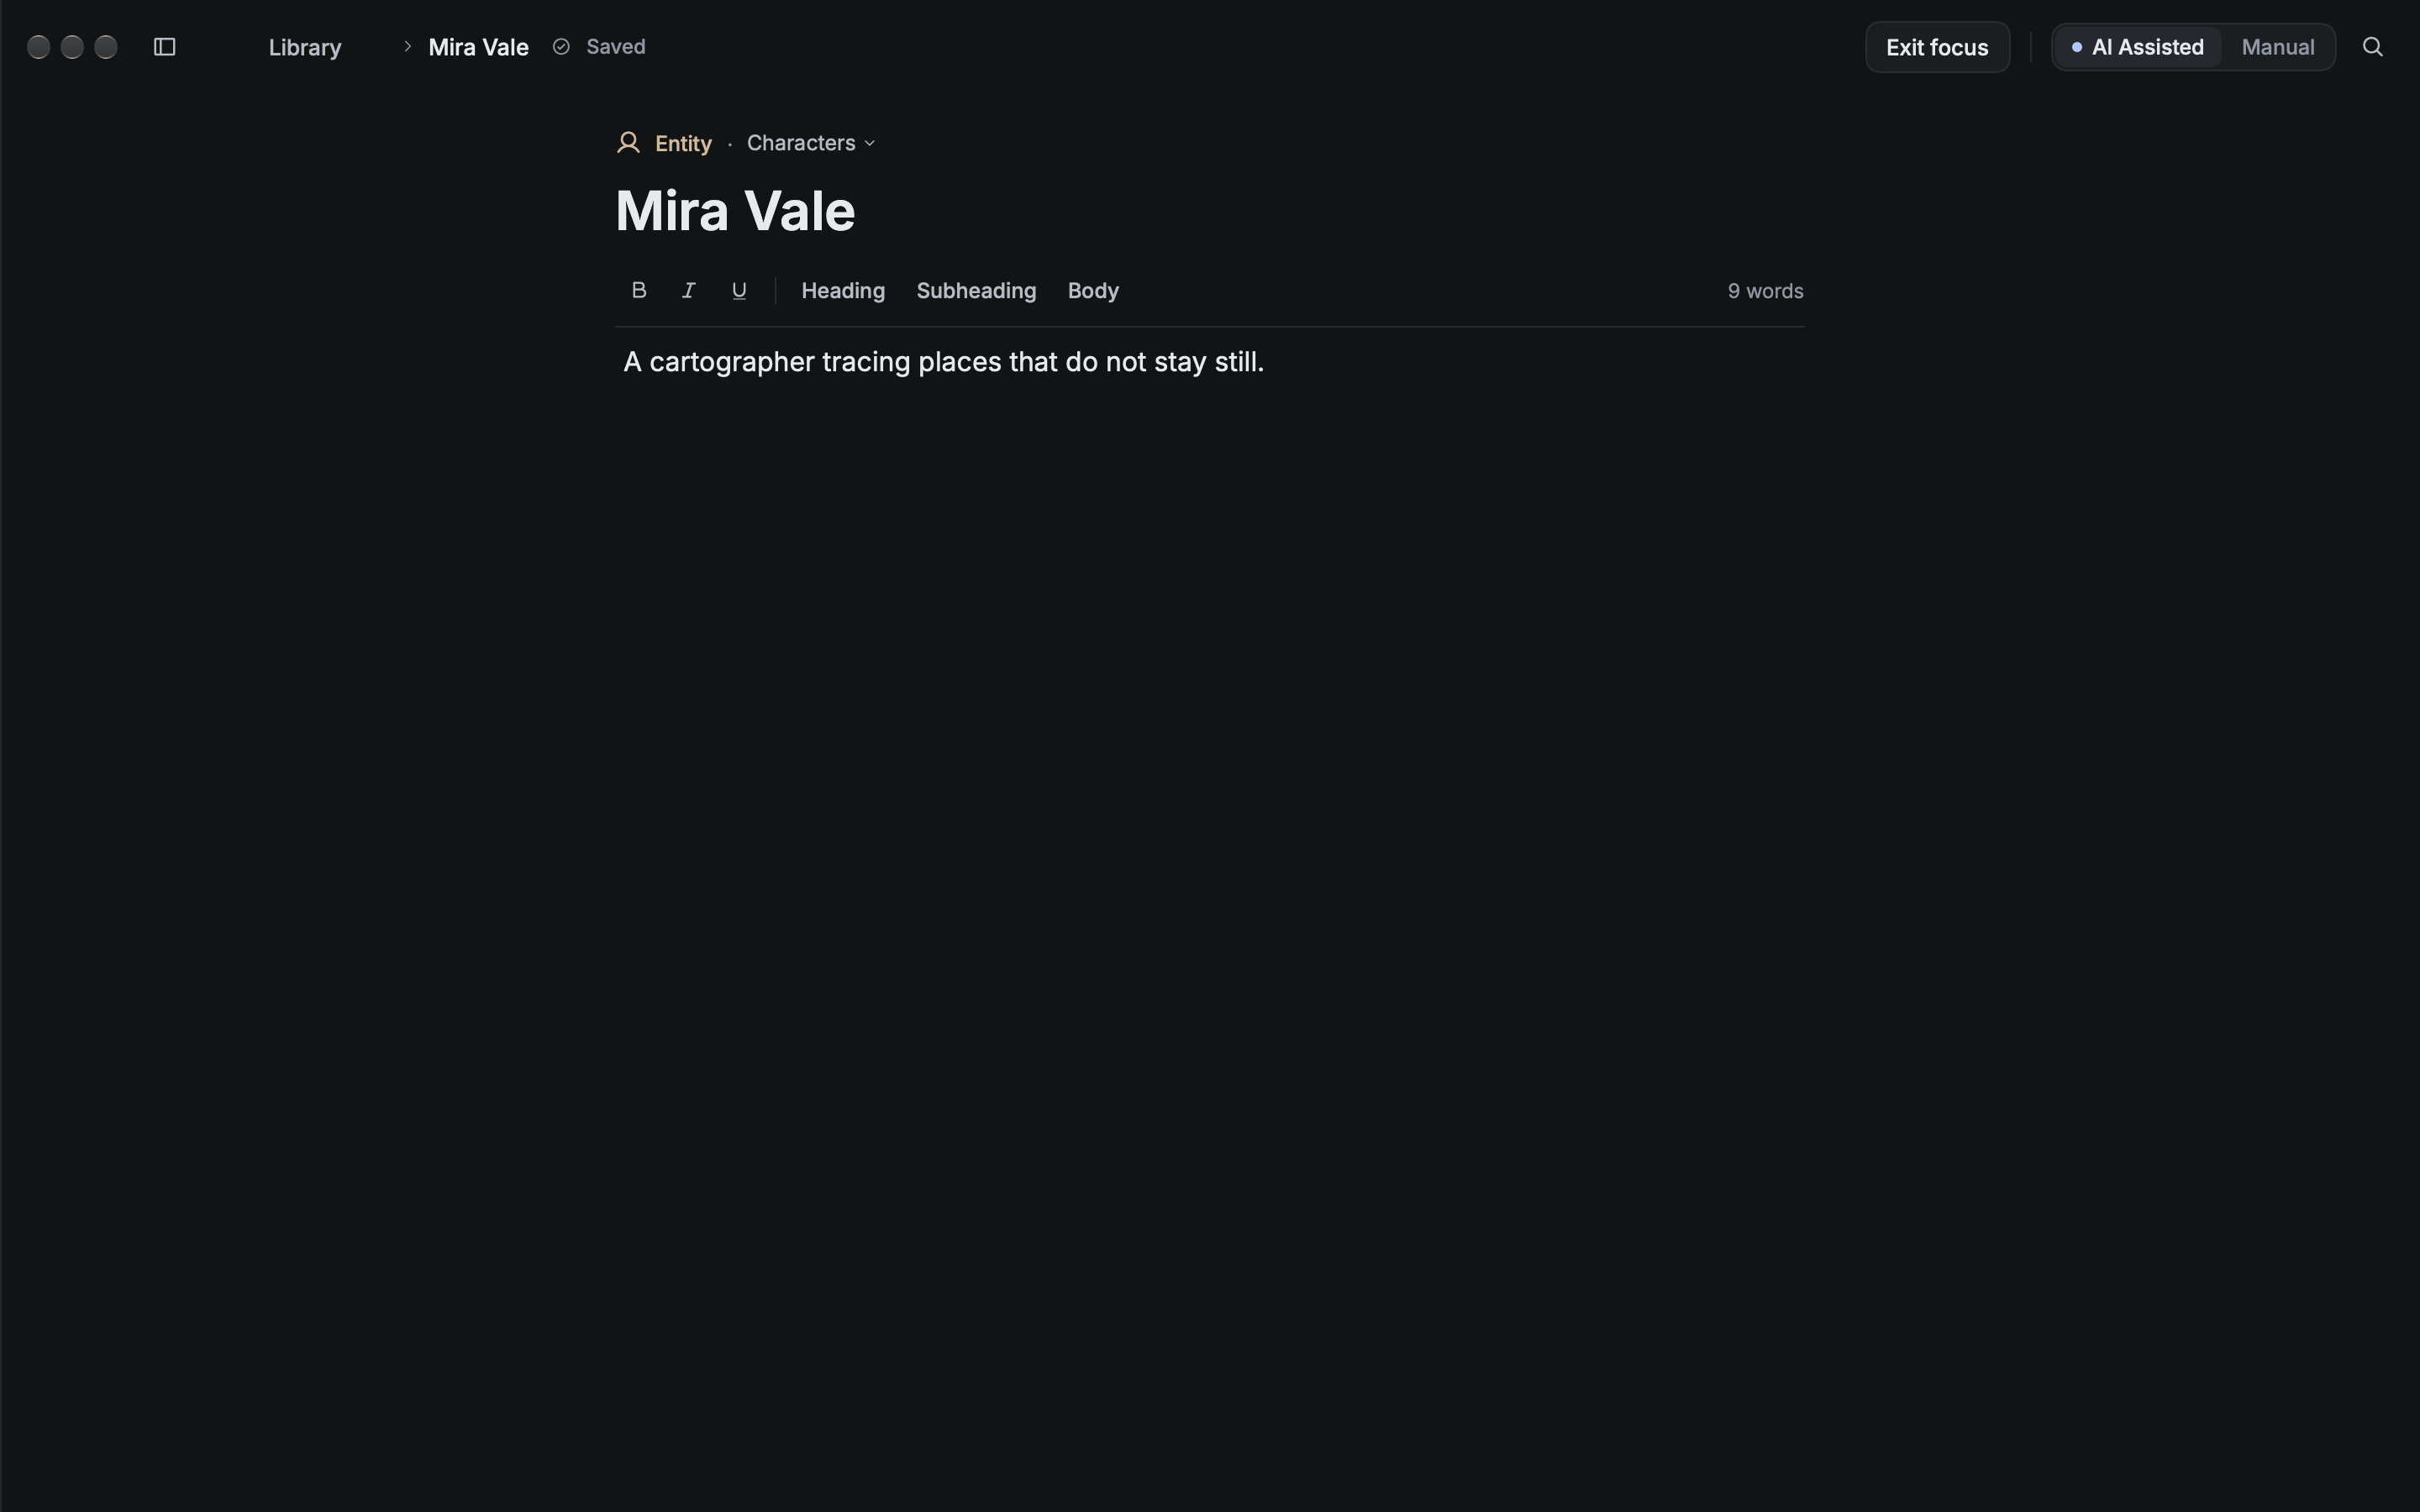 Library › Mira Vale Saved Exit focus AI Assisted Manual
Entity · Characters
Mira Vale
B I U Heading Subheading Body 9 words
A cartographer tracing places that do not stay still.